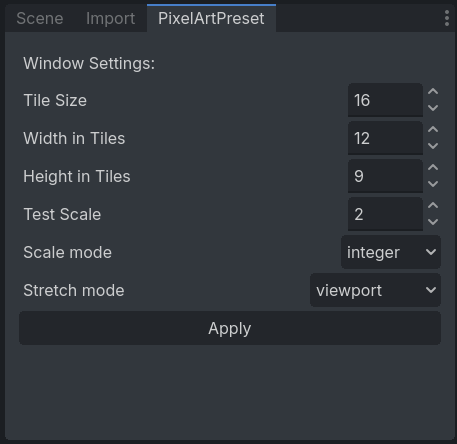 Scene Import PixelArtPreset
Window Settings:
Tile Size 16
Width in Tiles 12
Height in Tiles 9
Test Scale 2
Scale mode integer
Stretch mode viewport
Apply